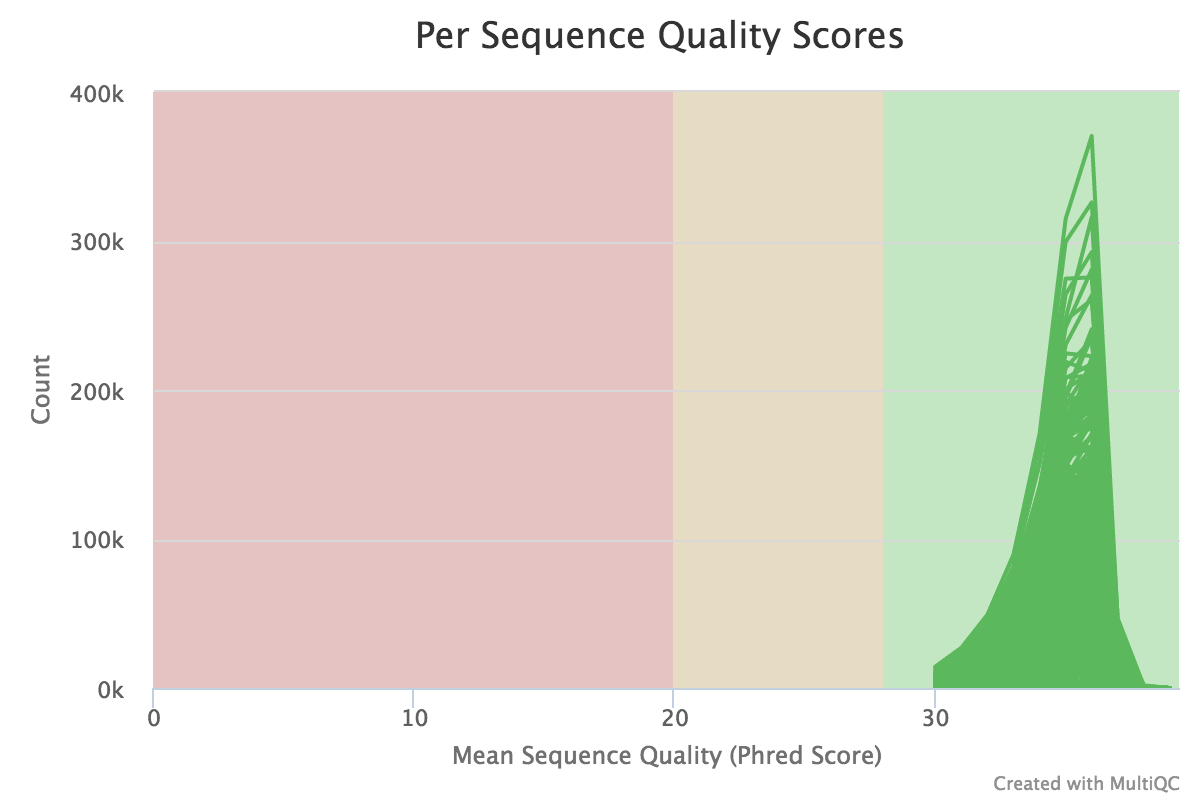 Per Sequence Quality Scores
400k
300k
200k
100k
0k
Count
0
10
20
30
Mean Sequence Quality (Phred Score)
Created with MultiQC